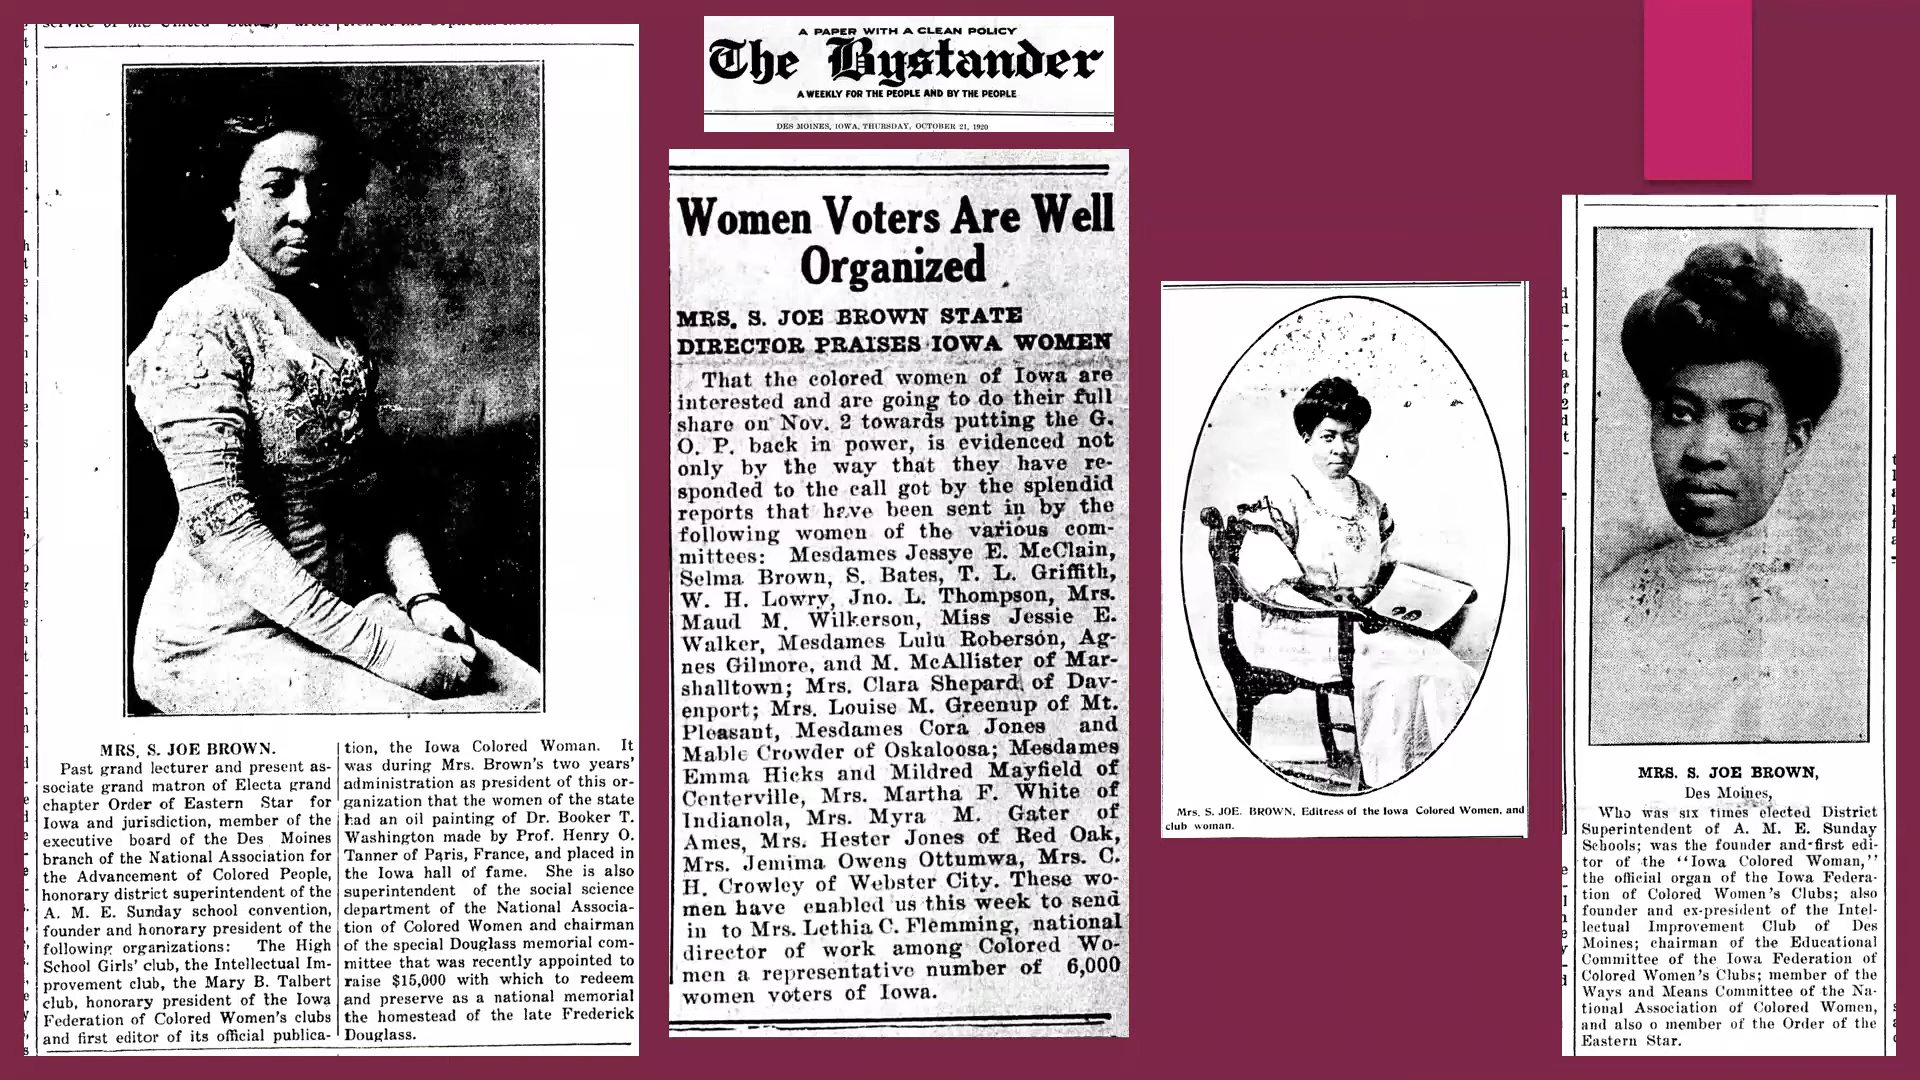 MRS. S. JOE BROWN.
Past grand lecturer and present as-
sociate grand matron of Electa grand
chapter Order of Eastern Star for
Iowa and jurisdiction, member of the
executive board of the Des Moines
branch of the National Association for
the Advancement of Colored People,
honorary district superintendent of the
A. M. E. Sunday school convention,
founder and honorary president of the
following organizations: The High
School Girls' club, the Intellectual Im-
provement club, the Mary B. Talbert
club, honorary president of the Iowa
Federation of Colored Women's clubs
and first editor of its official publica-
tion, the Iowa Colored Woman. It
was during Mrs. Brown's two years'
administration as president of this or-
ganization that the women of the state
had an oil painting of Dr. Booker T.
Washington made by Prof. Henry O.
Tanner of Paris, France, and placed in
the Iowa hall of fame. She is also
superintendent of the social science
department of the National Associa-
tion of Colored Women and chairman
of the special Douglass memorial com-
mittee that was recently appointed to
raise $15,000 with which to redeem
and preserve as a national memorial
the homestead of the late Frederick
Douglass.
A PAPER WITH A CLEAN POLICY
The Bystander
A WEEKLY FOR THE PEOPLE AND BY THE PEOPLE
DES MOINES, IOWA, THURSDAY, OCTOBER 21, 1920
Women Voters Are Well
Organized
MRS. S. JOE BROWN STATE
DIRECTOR PRAISES IOWA WOMEN
That the colored women of Iowa are
interested and are going to do their full
share on Nov. 2 towards putting the G.
O. P. back in power, is evidenced not
only by the way that they have re-
sponded to the call got by the splendid
reports that have been sent in by the
following women of the various com-
mittees: Mesdames Jessye E. McClain,
Selma Brown, S. Bates, T. L. Griffith,
W. H. Lowry, Jno. L. Thompson, Mrs.
Maud M. Wilkerson, Miss Jessie E.
Walker, Mesdames Lulu Roberson, Ag-
nes Gilmore, and M. McAllister of Mar-
shalltown; Mrs. Clara Shepard of Dav-
enport; Mrs. Louise M. Greenup of Mt.
Pleasant, Mesdames Cora Jones and
Mable Crowder of Oskaloosa; Mesdames
Emma Hicks and Mildred Mayfield of
Centerville, Mrs. Martha F. White of
Indianola, Mrs. Myra M. Gater of
Ames, Mrs. Hester Jones of Red Oak,
Mrs. Jemima Owens Ottumwa, Mrs. C.
H. Crowley of Webster City. These wo-
men have enabled us this week to send
in to Mrs. Lethia C. Flemming, national
director of work among Colored Wo-
men a representative number of 6,000
women voters of Iowa.
Mrs. S. JOE. BROWN, Editress of the Iowa Colored Women, and
club woman.
MRS. S. JOE BROWN,
Des Moines,
Who was six times elected District
Superintendent of A. M. E. Sunday
Schools; was the founder and first edi-
tor of the "Iowa Colored Woman,"
the official organ of the Iowa Federa-
tion of Colored Women's Clubs; also
founder and ex-president of the Intel-
lectual Improvement Club of Des
Moines; chairman of the Educational
Committee of the Iowa Federation of
Colored Women's Clubs; member of the
Ways and Means Committee of the Na-
tional Association of Colored Women,
and also o member of the Order of the
Eastern Star.